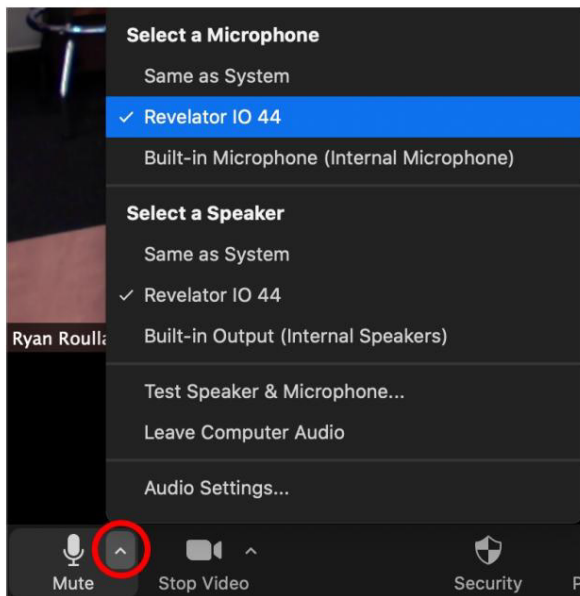 Select a Microphone
Same as System
✓ Revelator IO 44
Built-in Microphone (Internal Microphone)
Select a Speaker
Same as System
✓ Revelator IO 44
Built-in Output (Internal Speakers)
Ryan Roulla
Test Speaker & Microphone...
Leave Computer Audio
Audio Settings...
Mute Stop Video Security P